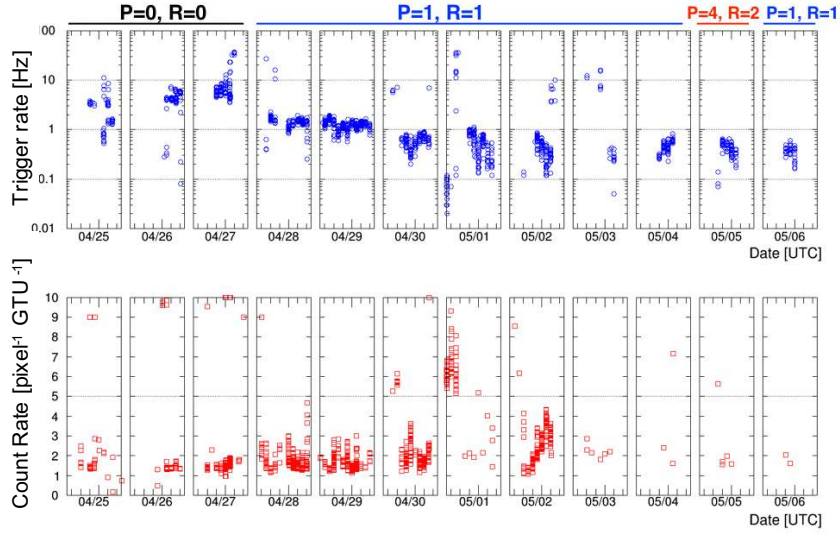 P=0, R=0 P=1, R=1 P=4, R=2 P=1, R=1
Trigger rate [Hz]
00
10
1
0.1
0.01
04/25 04/26 04/27 04/28 04/29 04/30 05/01 05/02 05/03 05/04 05/05 05/06
Date [UTC]
Count Rate [pixel-1 GTU -1]
10
9
8
7
6
5
4
3
2
1
0
04/25 04/26 04/27 04/28 04/29 04/30 05/01 05/02 05/03 05/04 05/05 05/06
Date [UTC]